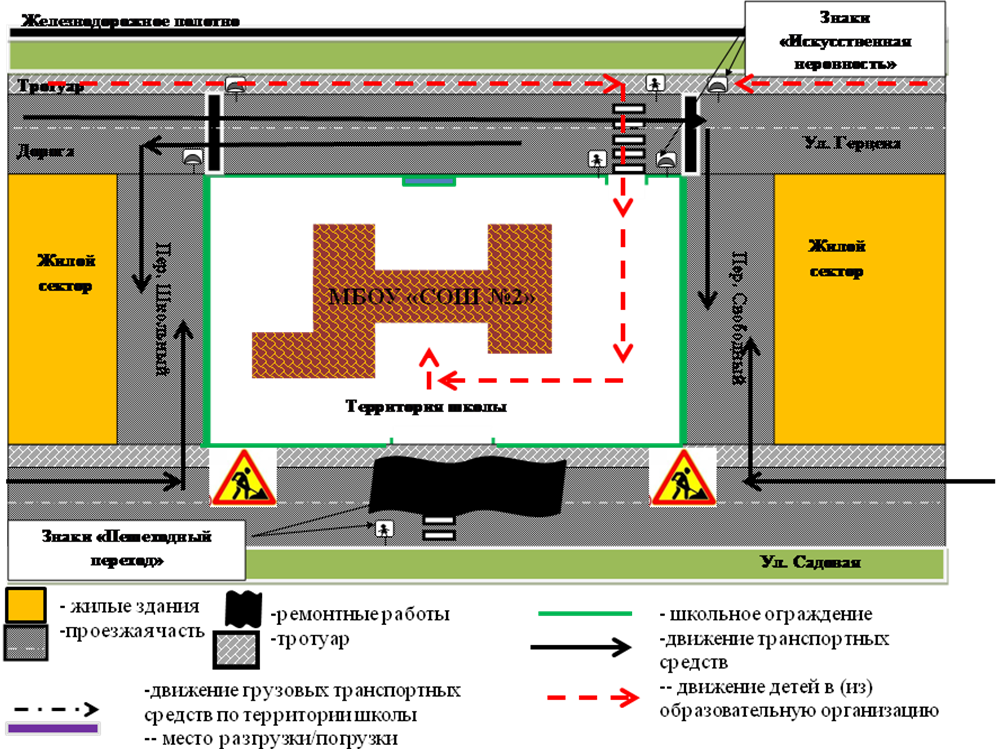 Железнодорожное полотно
Знаки
«Искусственная
неровность»
Тротуар
Дорога
Ул. Герцена
Жилой
сектор
Пер. Школьный
МБОУ «СОШ №2»
Пер. Свободный
Жилой
сектор
Территория школы
Знаки «Пешеходный
переход»
Ул. Садовая
- жилые здания
-проезжая часть
-ремонтные работы
-тротуар
- школьное ограждение
-движение транспортных
средств
-движение грузовых транспортных
средств по территории школы
-- место разгрузки/погрузки
-- движение детей в (из)
образовательную организацию